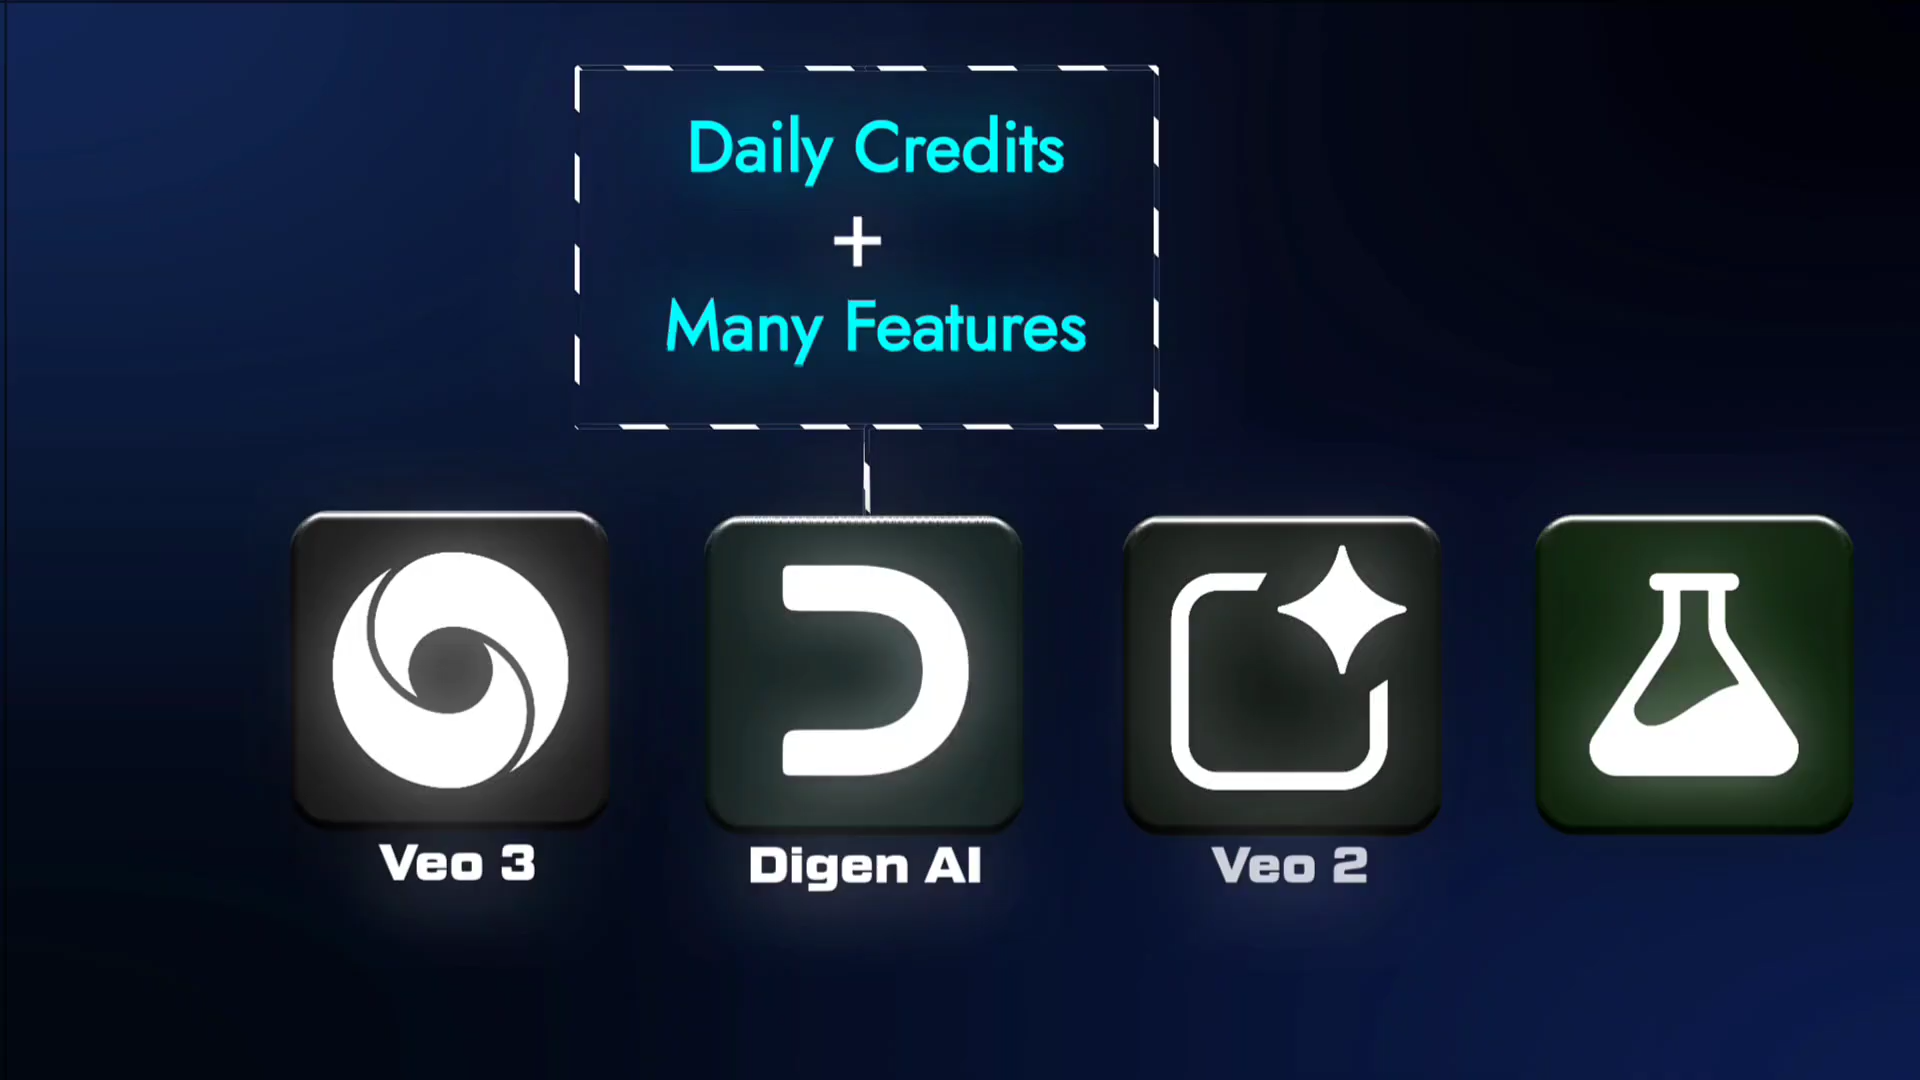 Daily Credits
+
Many Features
Veo 3
Digen AI
Veo 2